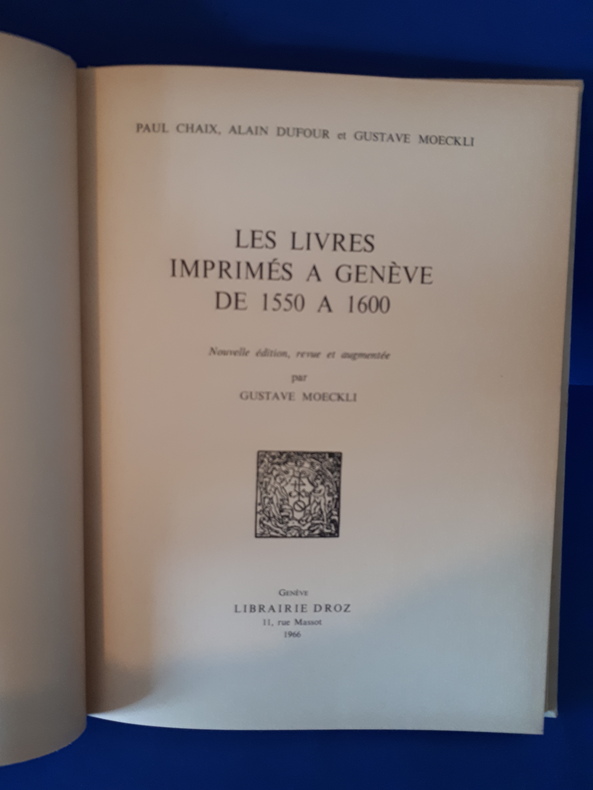 PAUL CHAIX, ALAIN DUFOUR et GUSTAVE MOECKLI
LES LIVRES
IMPRIMÉS A GENÈVE
DE 1550 A 1600
Nouvelle édition, revue et augmentée
par
GUSTAVE MOECKLI
GENÈVE
LIBRAIRIE DROZ
11, rue Massot
1966